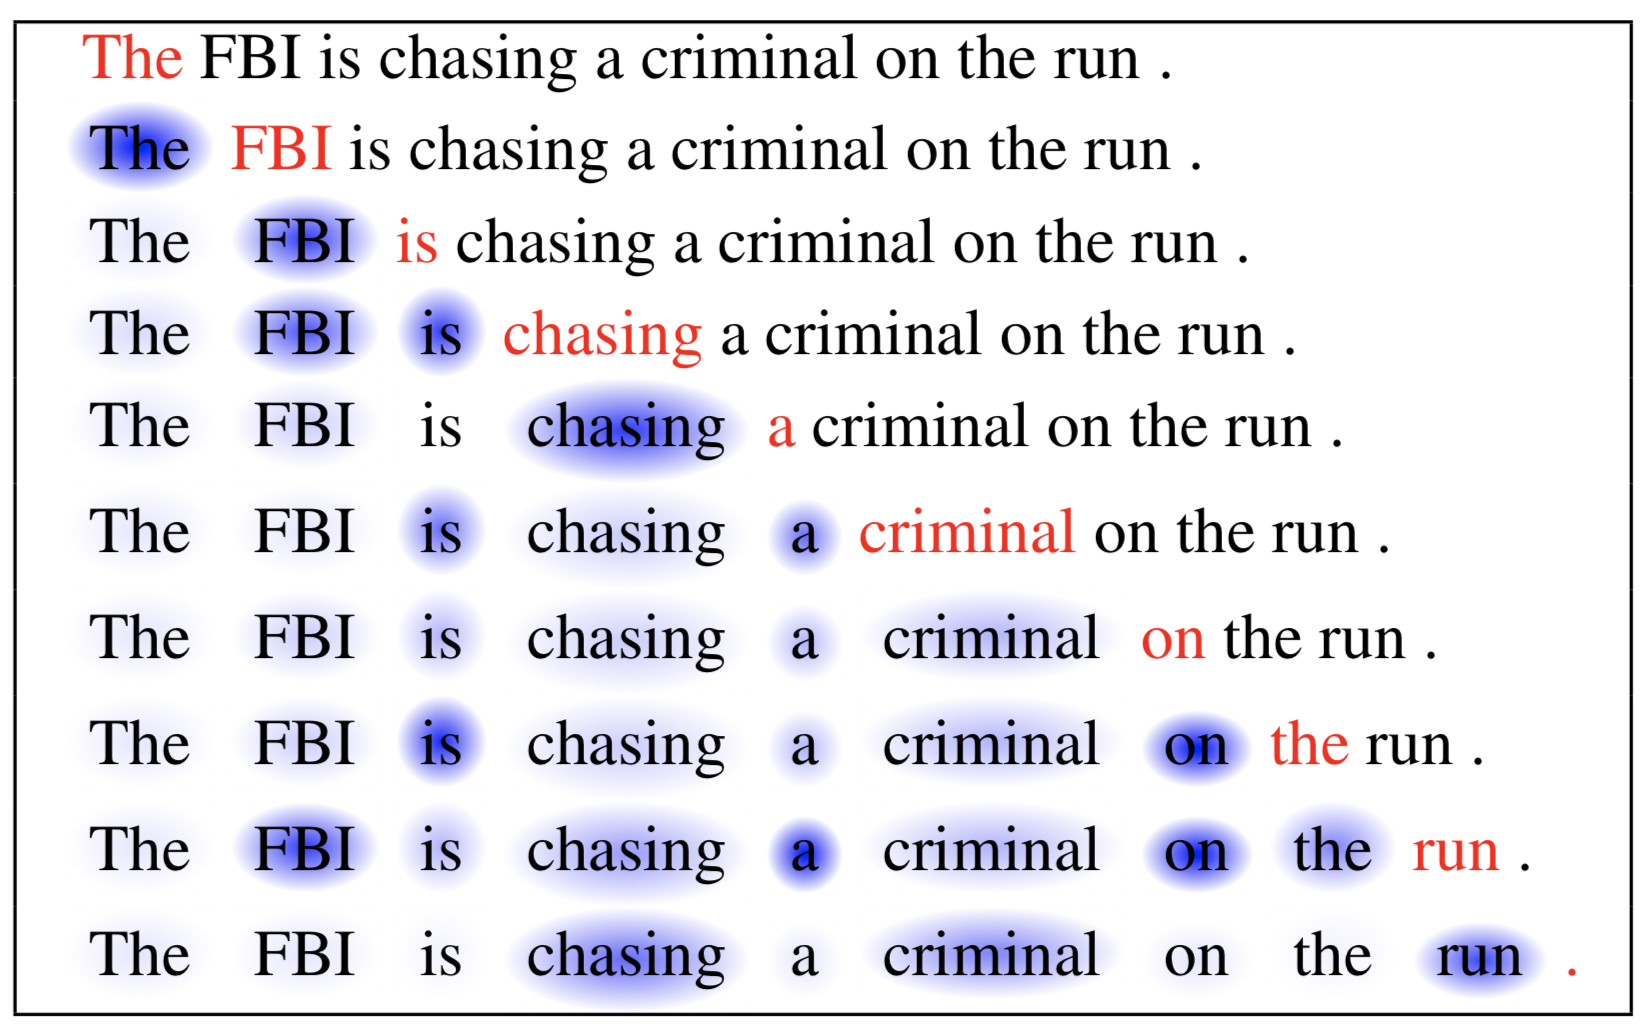 The FBI is chasing a criminal on the run .
The FBI is chasing a criminal on the run .
The FBI is chasing a criminal on the run .
The FBI is chasing a criminal on the run .
The FBI is chasing a criminal on the run .
The FBI is chasing a criminal on the run .
The FBI is chasing a criminal on the run .
The FBI is chasing a criminal on the run .
The FBI is chasing a criminal on the run .
The FBI is chasing a criminal on the run .